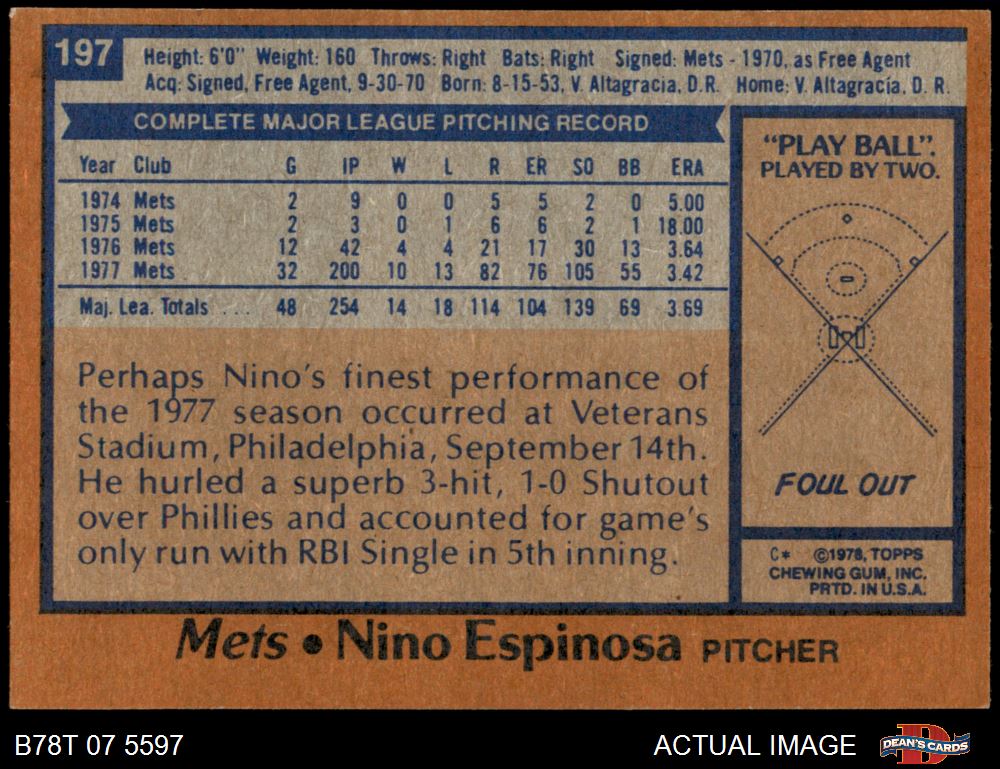 197
Height: 6'0" Weight: 160 Throws: Right Bats: Right Signed: Mets - 1970, as Free Agent
Acq: Signed, Free Agent, 9-30-70 Born: 8-15-53, V. Altagracia, D.R. Home: V. Altagracia, D. R.
COMPLETE MAJOR LEAGUE PITCHING RECORD
Year Club G IP W L R ER SO BB ERA
1974 Mets 2 9 0 0 5 5 2 0 5.00
1975 Mets 2 3 0 1 6 6 2 1 18.00
1976 Mets 12 42 4 4 21 17 30 13 3.64
1977 Mets 32 200 10 13 82 76 105 55 3.42
Maj. Lea. Totals . . . 48 254 14 18 114 104 139 69 3.69
Perhaps Nino's finest performance of
the 1977 season occurred at Veterans
Stadium, Philadelphia, September 14th.
He hurled a superb 3-hit, 1-0 Shutout
over Phillies and accounted for game's
only run with RBI Single in 5th inning.
"PLAY BALL".
PLAYED BY TWO.
FOUL OUT
C* ©1978, TOPPS
CHEWING GUM, INC.
PRTD. IN U.S.A.
Mets • Nino Espinosa PITCHER
B78T 07 5597
ACTUAL IMAGE
D
DEAN'S CARDS